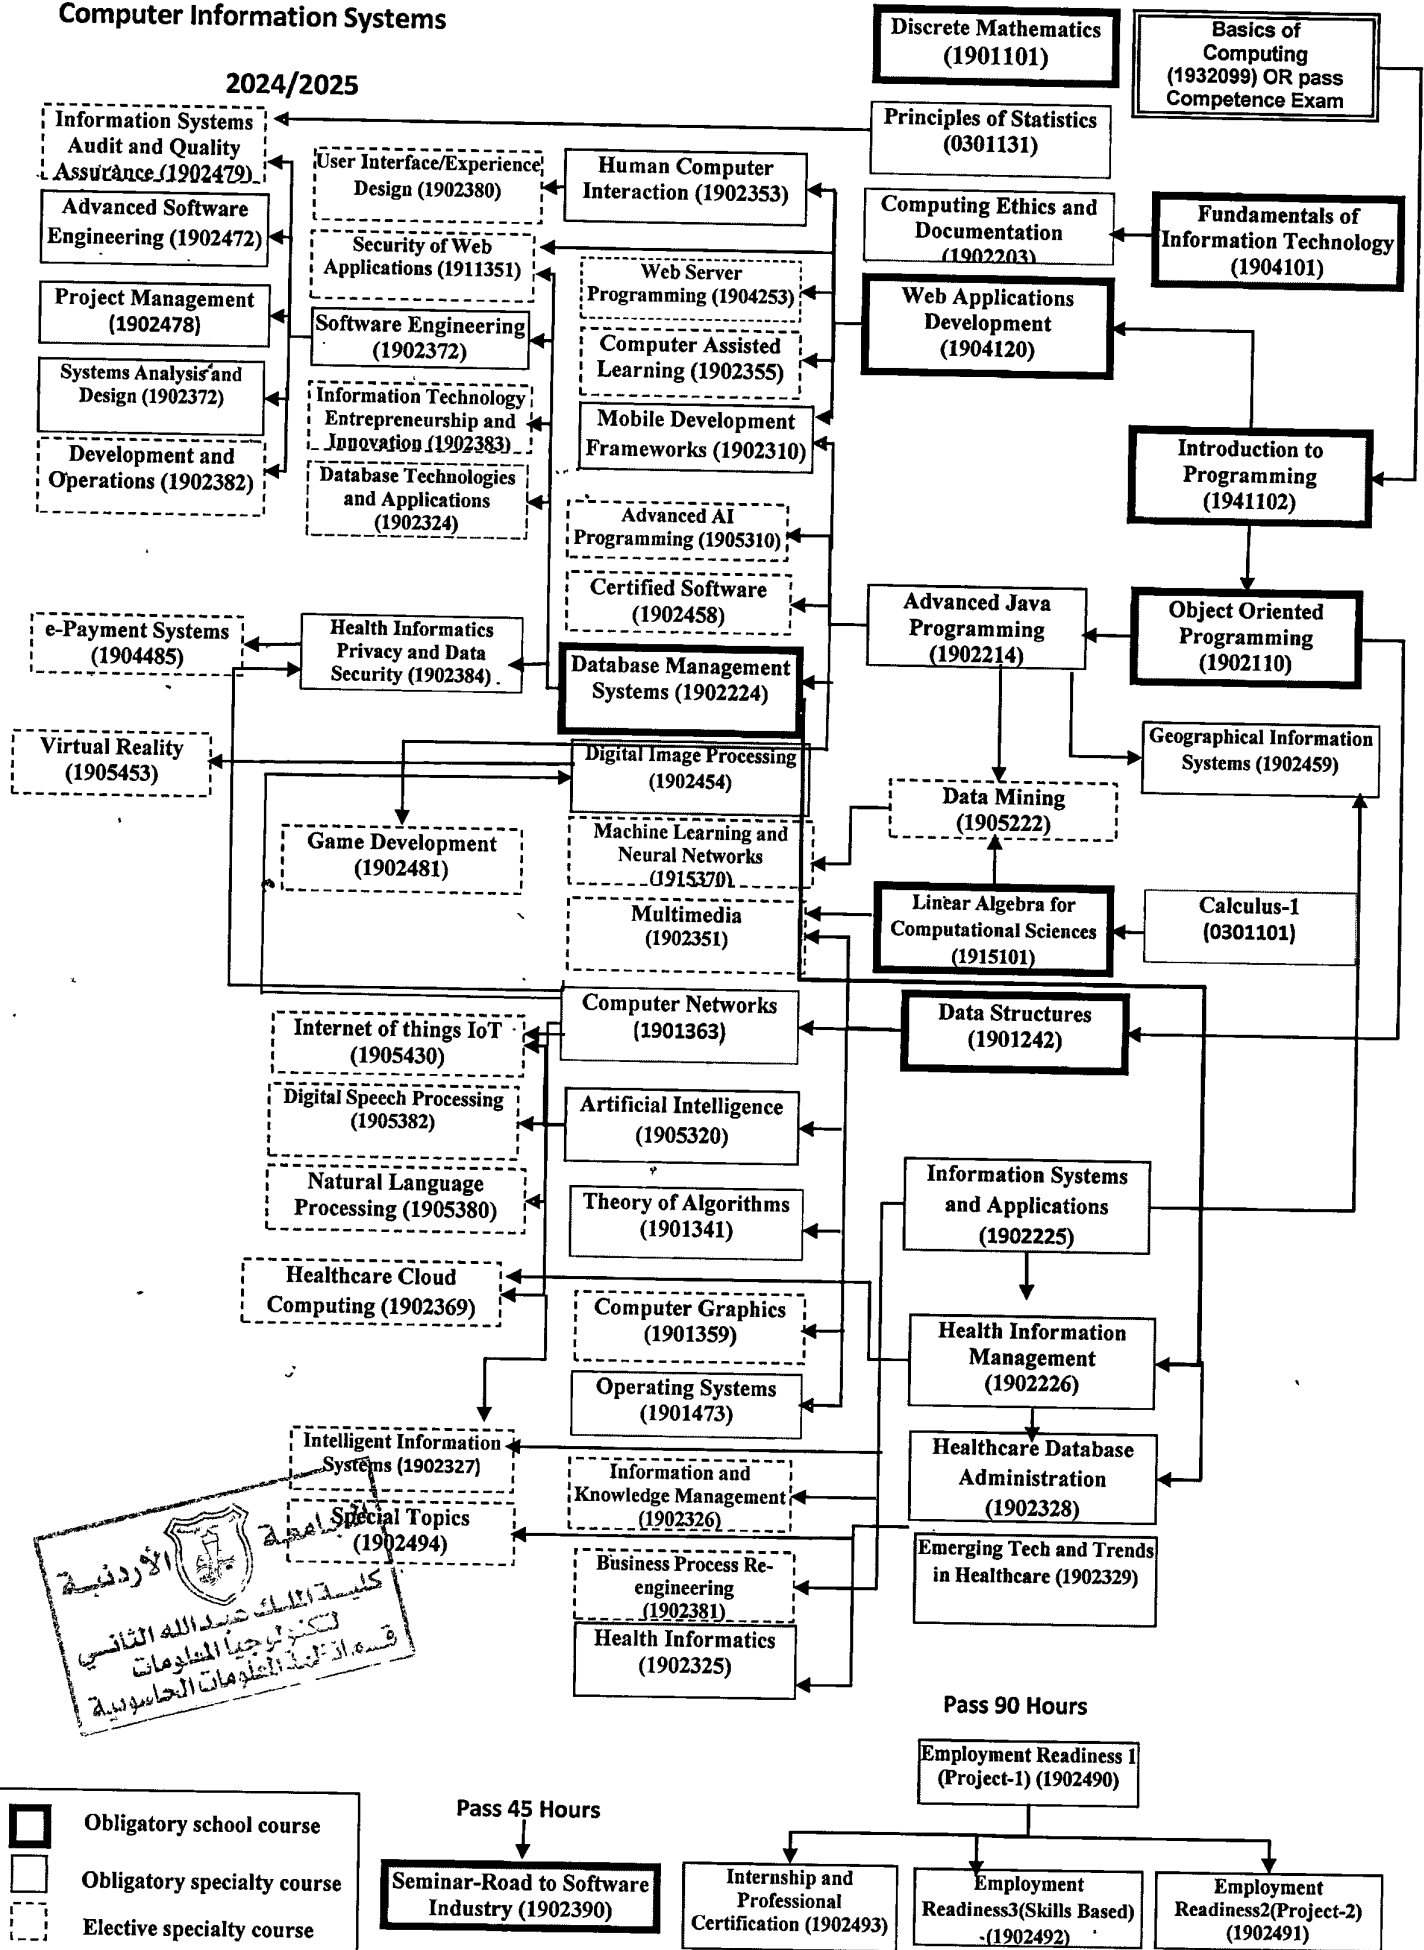 Computer Information Systems
2024/2025
Discrete Mathematics
(1901101)
Basics of
Computing
(1932099) OR pass
Competence Exam
Information Systems
Audit and Quality
Assurance (1902479)
Principles of Statistics
(0301131)
User Interface/Experience
Design (1902380)
Human Computer
Interaction (1902353)
Advanced Software
Engineering (1902472)
Computing Ethics and
Documentation
(1902203)
Fundamentals of
Information Technology
(1904101)
Security of Web
Applications (1911351)
Web Server
Programming (1904253)
Project Management
(1902478)
Software Engineering
(1902372)
Web Applications
Development
(1904120)
Computer Assisted
Learning (1902355)
Systems Analysis and
Design (1902372)
Information Technology
Entrepreneurship and
Innovation (1902383)
Mobile Development
Frameworks (1902310)
Development and
Operations (1902382)
Introduction to
Programming
(1941102)
Database Technologies
and Applications
(1902324)
Advanced AI
Programming (1905310)
Certified Software
(1902458)
Advanced Java
Programming
(1902214)
Object Oriented
Programming
(1902110)
e-Payment Systems
(1904485)
Health Informatics
Privacy and Data
Security (1902384)
Database Management
Systems (1902224)
Virtual Reality
(1905453)
Digital Image Processing
(1902454)
Geographical Information
Systems (1902459)
Data Mining
(1905222)
Game Development
(1902481)
Machine Learning and
Neural Networks
(1915370)
Multimedia
(1902351)
Linear Algebra for
Computational Sciences
(1915101)
Calculus-1
(0301101)
Computer Networks
(1901363)
Data Structures
(1901242)
Internet of things IoT
(1905430)
Digital Speech Processing
(1905382)
Artificial Intelligence
(1905320)
Natural Language
Processing (1905380)
Theory of Algorithms
(1901341)
Information Systems
and Applications
(1902225)
Healthcare Cloud
Computing (1902369)
Computer Graphics
(1901359)
Health Information
Management
(1902226)
Operating Systems
(1901473)
Intelligent Information
Systems (1902327)
Information and
Knowledge Management
(1902326)
Healthcare Database
Administration
(1902328)
Special Topics
(1902494)
Business Process Re-
engineering
(1902381)
Emerging Tech and Trends
in Healthcare (1902329)
Health Informatics
(1902325)
الجامعة الأردنية
كلية الملك عبدالله الثاني
لتكنولوجيا المعلومات
قسم أنظمة المعلومات الحاسوبية
Pass 90 Hours
Employment Readiness 1
(Project-1) (1902490)
Pass 45 Hours
Seminar-Road to Software
Industry (1902390)
Internship and
Professional
Certification (1902493)
Employment
Readiness3(Skills Based)
(1902492)
Employment
Readiness2(Project-2)
(1902491)
Obligatory school course
Obligatory specialty course
Elective specialty course